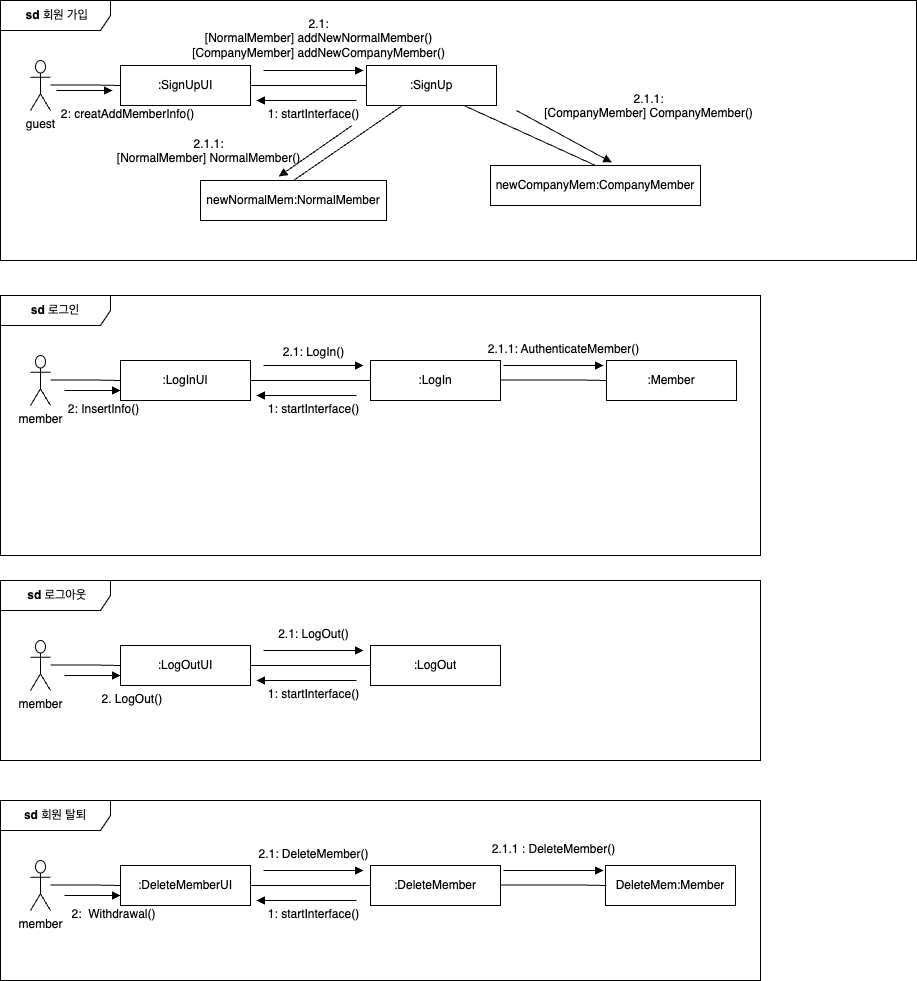 sd 회원 가입
2.1:
[NormalMember] addNewNormalMember()
[CompanyMember] addNewCompanyMember()
:SignUpUI
:SignUp
guest
2: creatAddMemberInfo()
1: startInterface()
2.1.1:
[CompanyMember] CompanyMember()
2.1.1:
[NormalMember] NormalMember()
newNormalMem:NormalMember
newCompanyMem:CompanyMember
sd 로그인
2.1: LogIn()
2.1.1: AuthenticateMember()
:LogInUI
:LogIn
:Member
member
2: InsertInfo()
1: startInterface()
sd 로그아웃
2.1: LogOut()
:LogOutUI
:LogOut
member
2. LogOut()
1: startInterface()
sd 회원 탈퇴
2.1: DeleteMember()
2.1.1 : DeleteMember()
:DeleteMemberUI
:DeleteMember
DeleteMem:Member
member
2: Withdrawal()
1: startInterface()